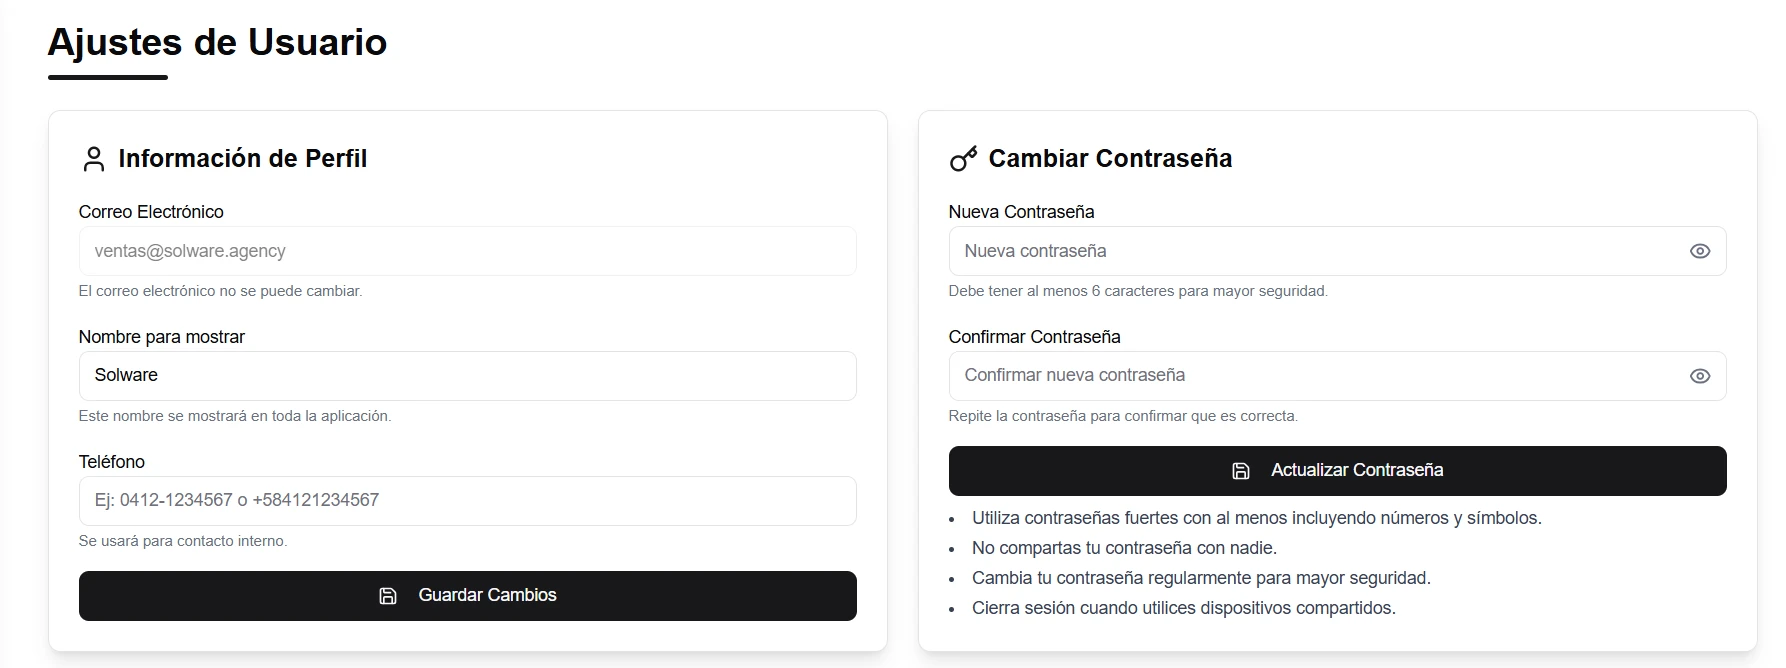 Ajustes de Usuario
Información de Perfil
Correo Electrónico
ventas@solware.agency
El correo electrónico no se puede cambiar.
Nombre para mostrar
Solware
Este nombre se mostrará en toda la aplicación.
Teléfono
Ej: 0412-1234567 o +584121234567
Se usará para contacto interno.
Guardar Cambios
Cambiar Contraseña
Nueva Contraseña
Nueva contraseña
Debe tener al menos 6 caracteres para mayor seguridad.
Confirmar Contraseña
Confirmar nueva contraseña
Repite la contraseña para confirmar que es correcta.
Actualizar Contraseña
• Utiliza contraseñas fuertes con al menos incluyendo números y símbolos.
• No compartas tu contraseña con nadie.
• Cambia tu contraseña regularmente para mayor seguridad.
• Cierra sesión cuando utilices dispositivos compartidos.